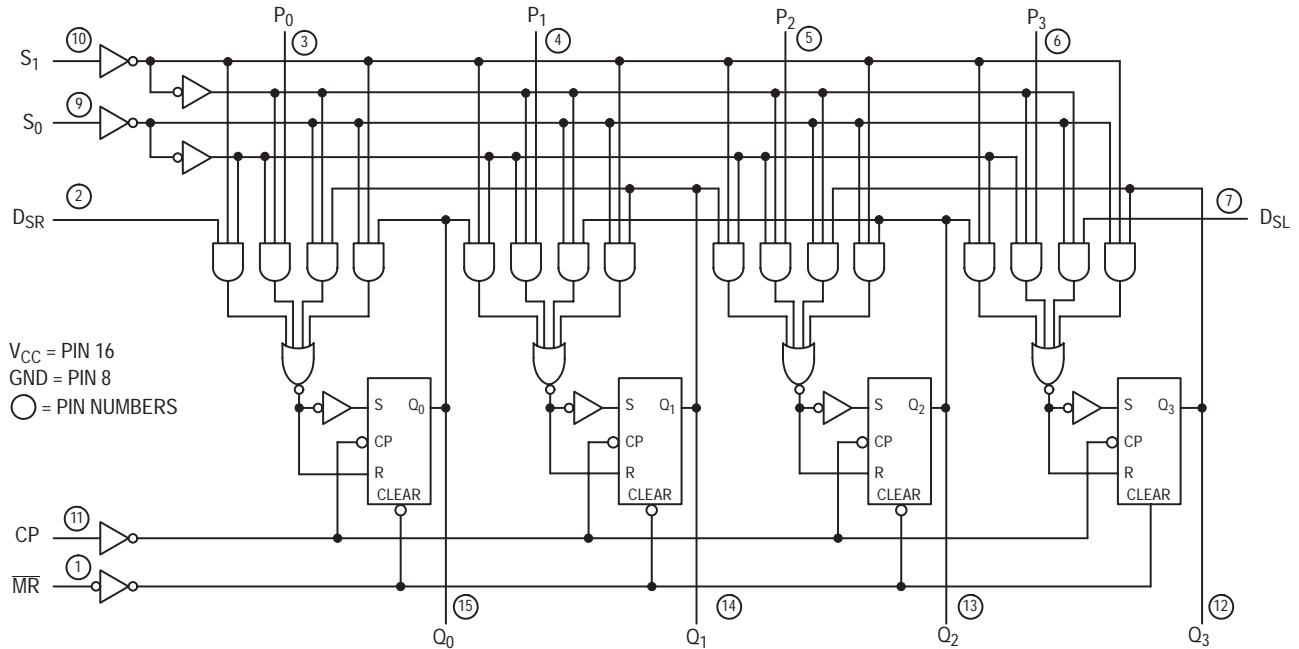 P0 P1 P2 P3
10 3 4 5 6
S1
9
S0
2 7
DSR DSL
VCC = PIN 16
GND = PIN 8
= PIN NUMBERS
S Q0 S Q1 S Q2 S Q3
CP CP CP CP
R R R R
CLEAR CLEAR CLEAR CLEAR
11
CP
1
MR
15 14 13 12
Q0 Q1 Q2 Q3